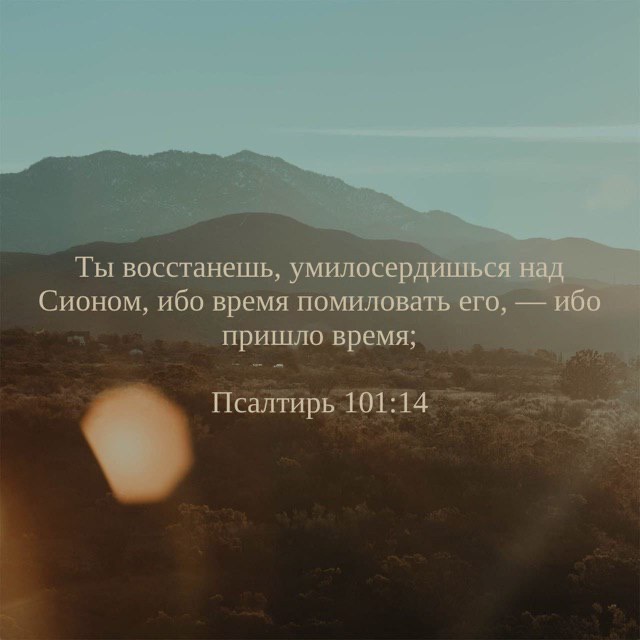 Ты восстанешь, умилосердишься над
Сионом, ибо время помиловать его, — ибо
пришло время;
Псалтирь 101:14